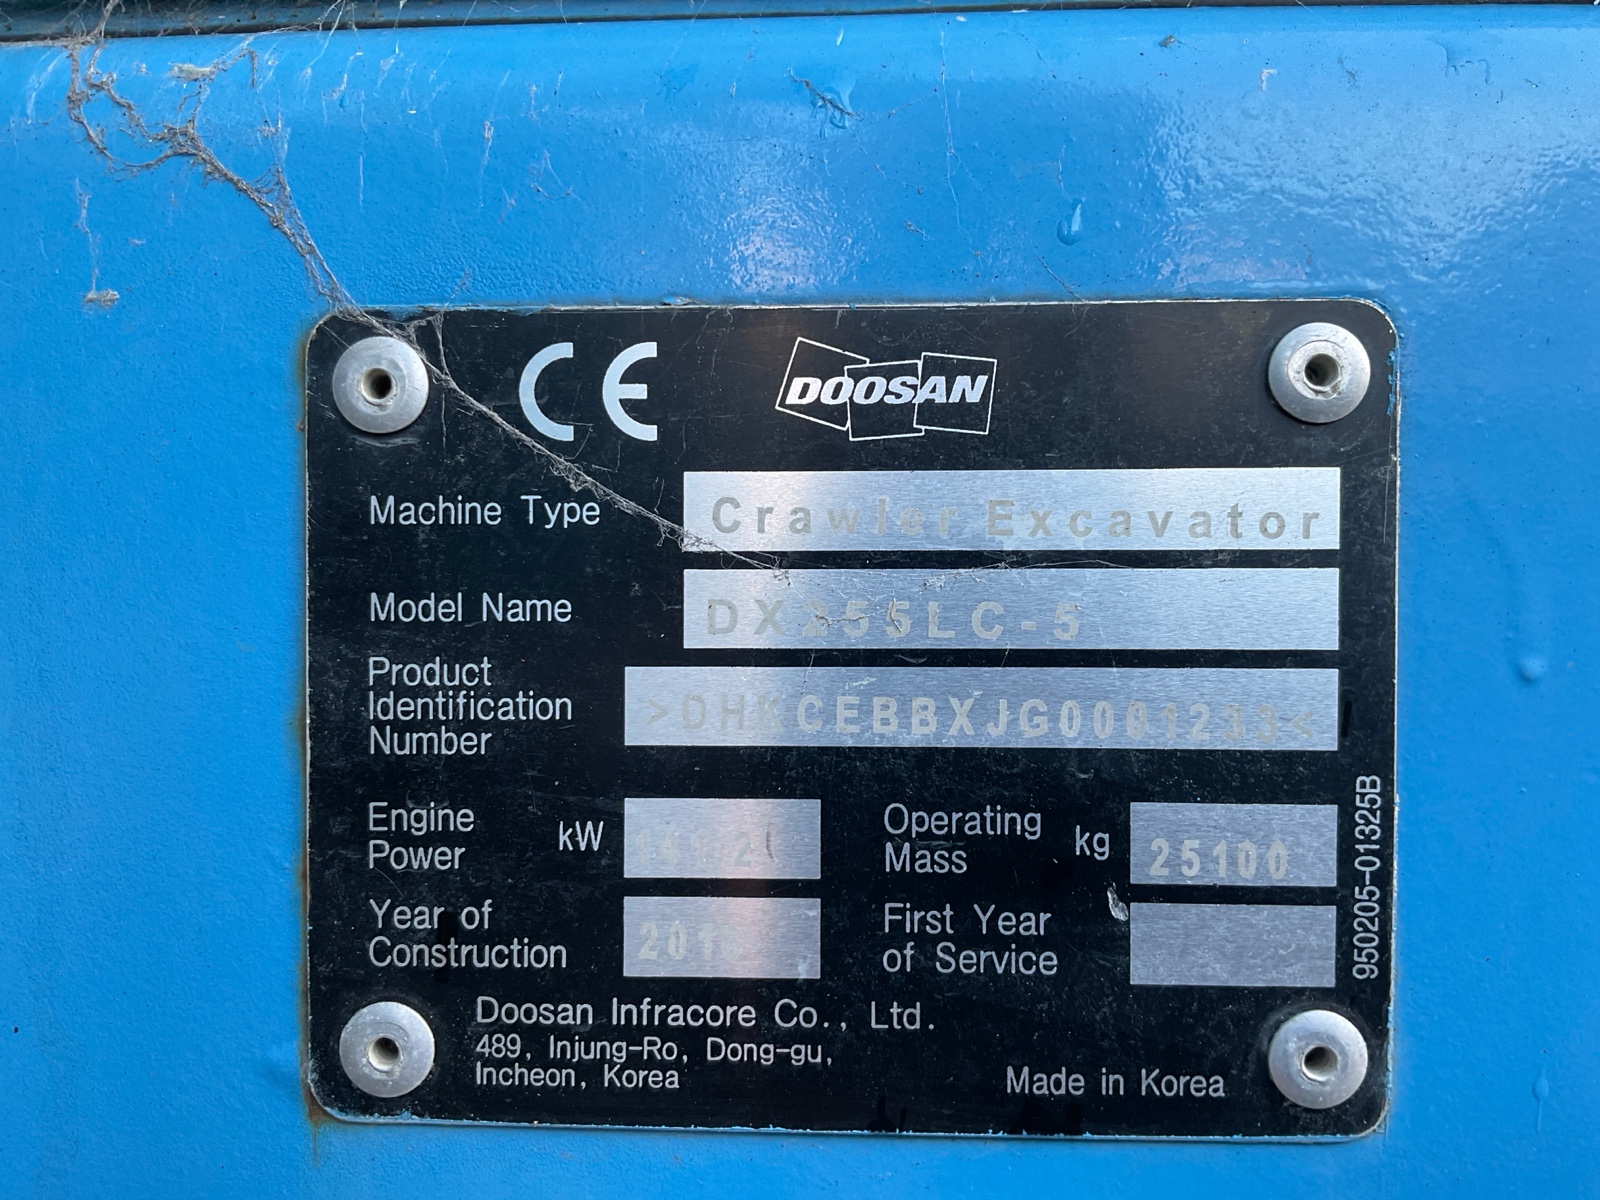 CE DOOSAN
Machine Type Crawler Excavator
Model Name DX255LC-5
Product
Identification
Number
>DHKCEBBXJG0001233<
Engine
Power
kW
Operating
Mass
kg 25100
Year of
Construction
First Year
of Service
950205-01325B
Doosan Infracore Co., Ltd.
489, Injung-Ro, Dong-gu,
Incheon, Korea
Made in Korea